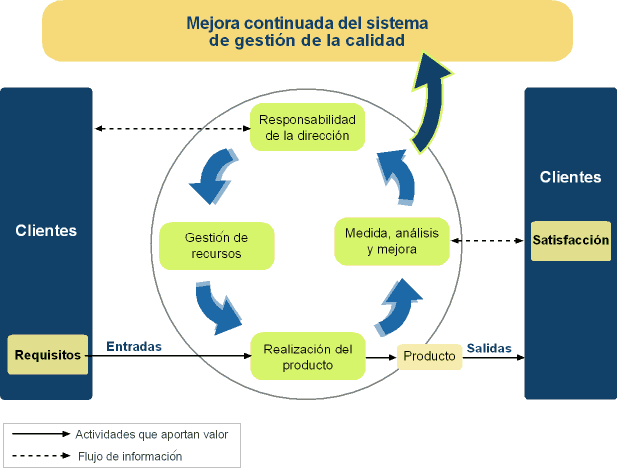 Mejora continuada del sistema
de gestión de la calidad
Responsabilidad
de la dirección
Clientes
Clientes
Gestión de
recursos
Medida, análisis
y mejora
Satisfacción
Requisitos
Entradas
Realización del
producto
Producto
Salidas
Actividades que aportan valor
Flujo de información